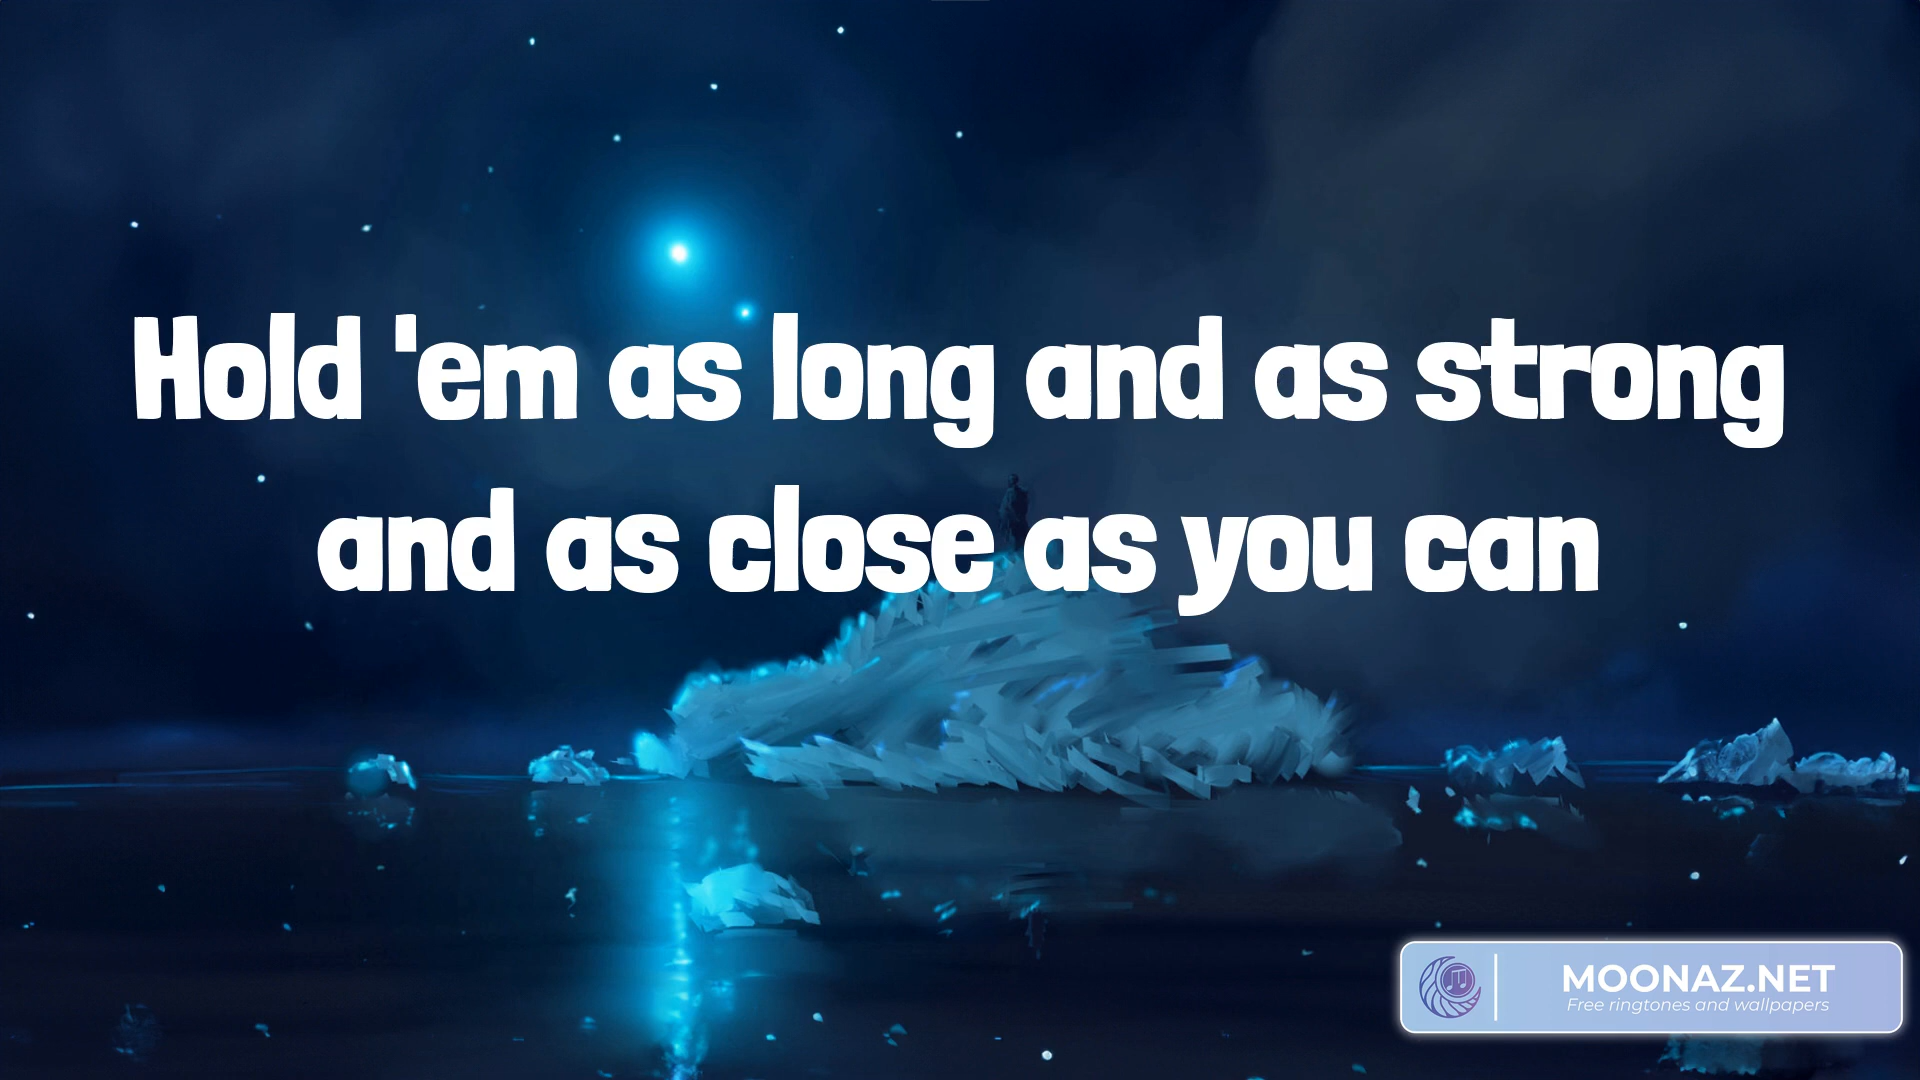 Hold 'em as long and as strong
and as close as you can
MOONAZ.NET
Free ringtones and wallpapers